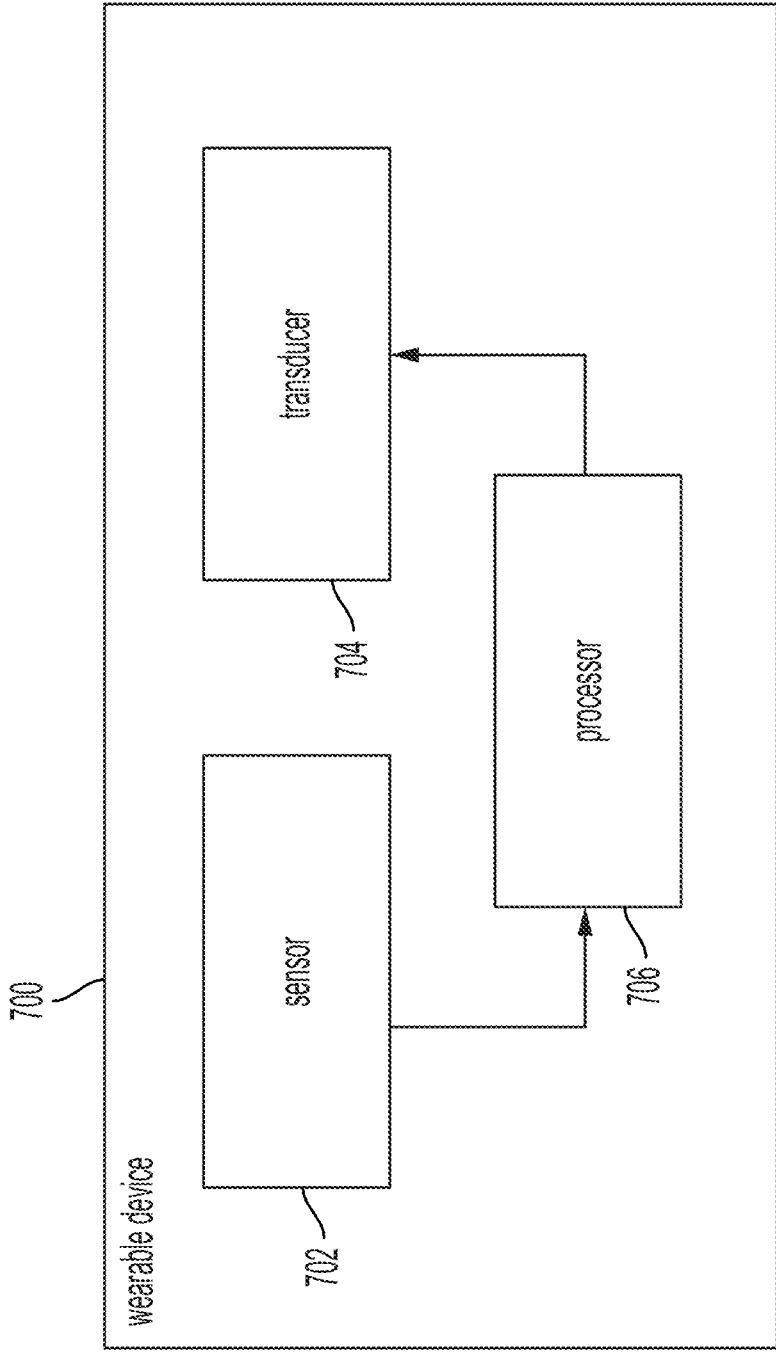 700
wearable device
sensor
702
transducer
704
processor
706